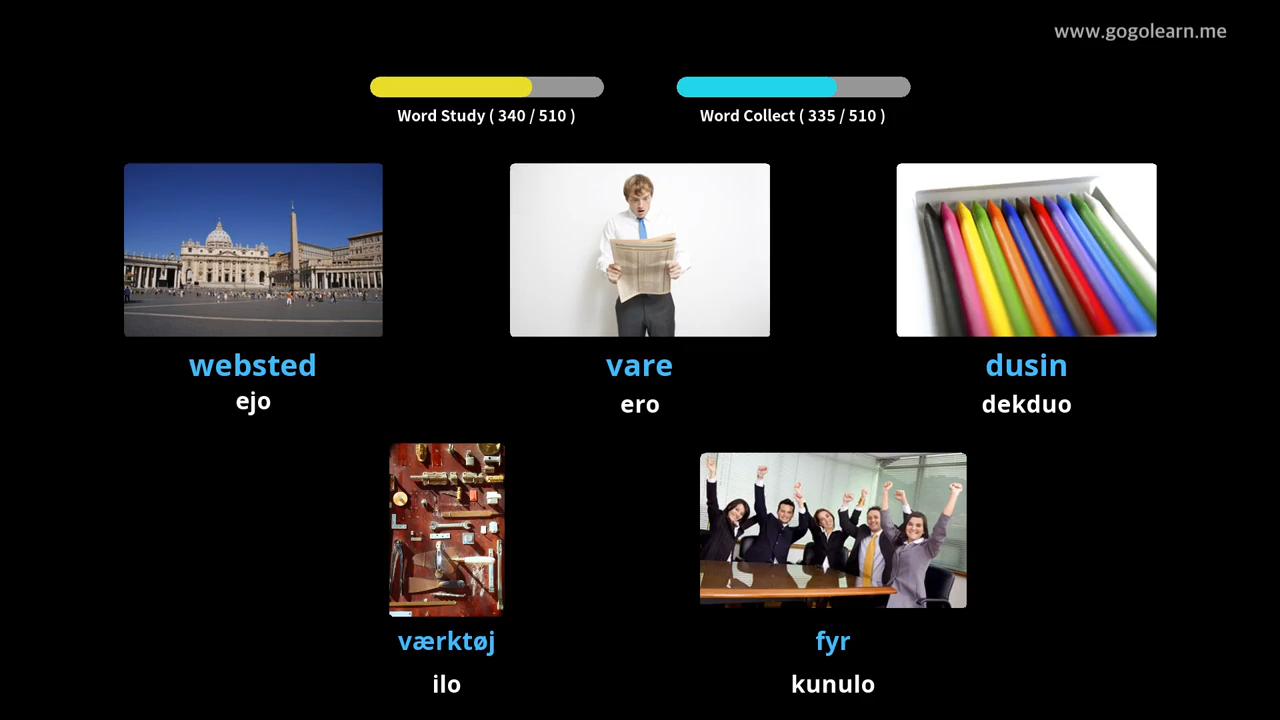 www.gogolearn.me
Word Study ( 340 / 510 )
Word Collect ( 335 / 510 )
websted
ejo
vare
ero
dusin
dekduo
værktøj
ilo
fyr
kunulo